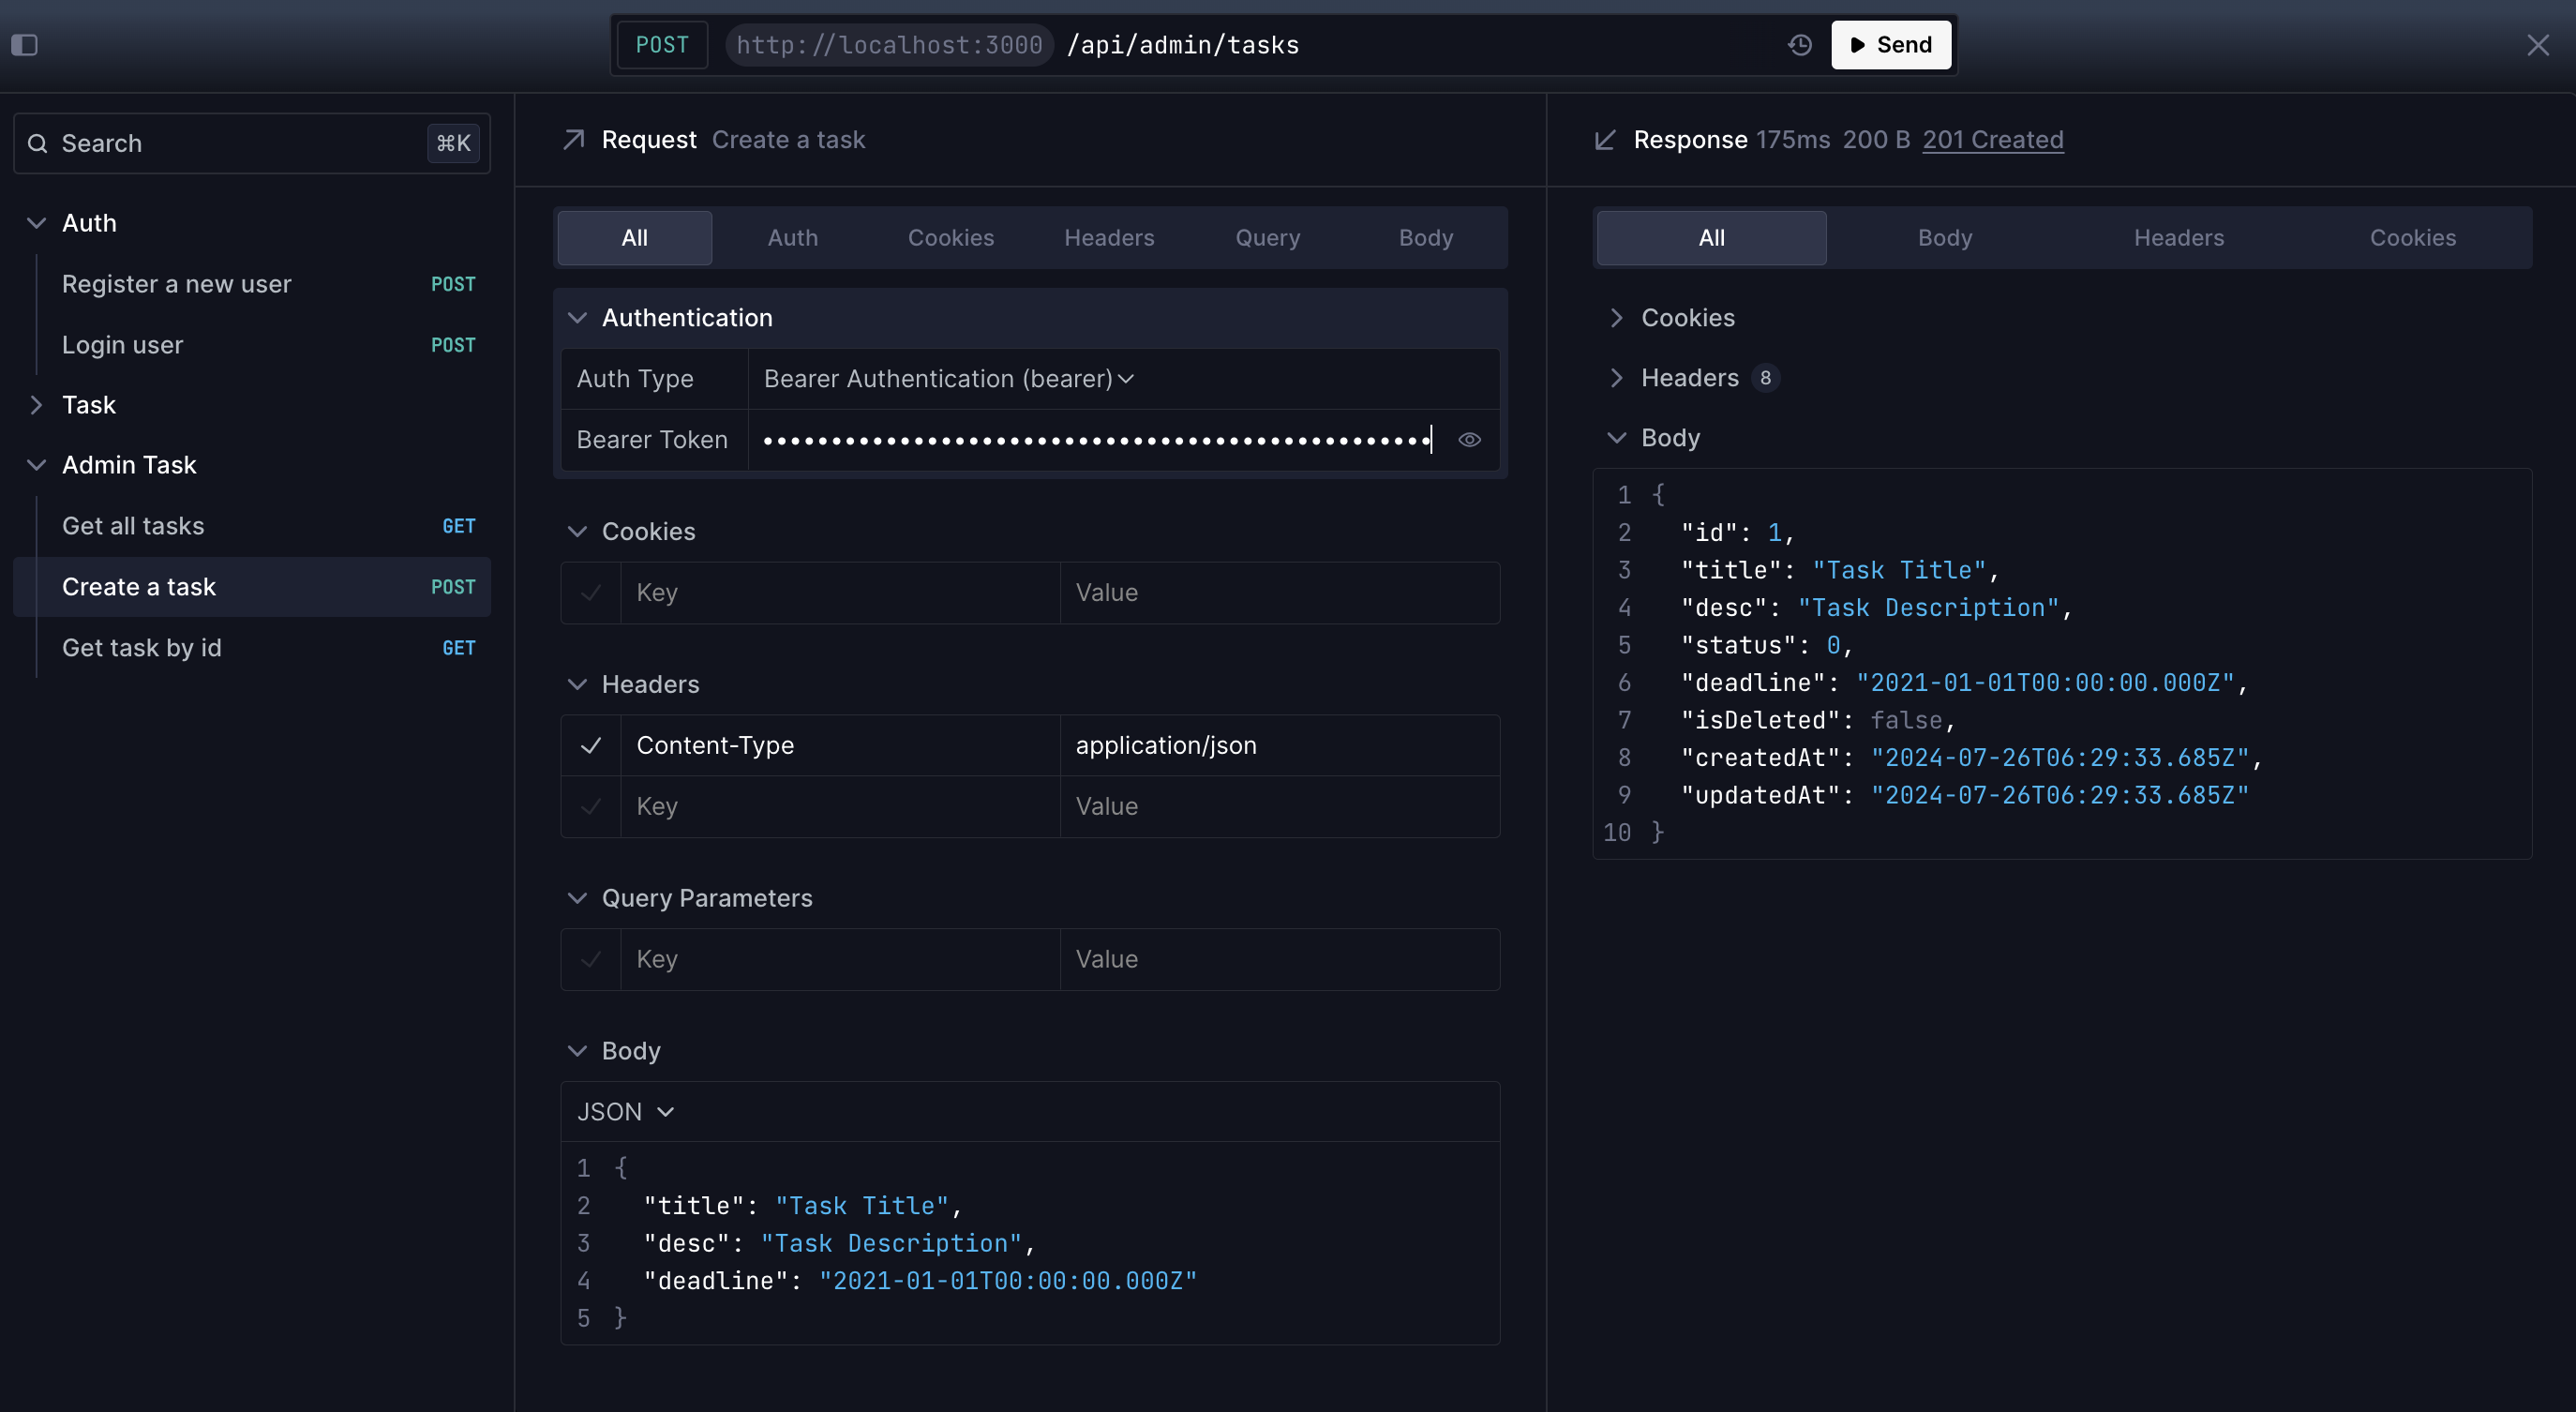 POST http://localhost:3000 /api/admin/tasks Send
Search ⌘K
Auth
Register a new user POST
Login user POST
Task
Admin Task
Get all tasks GET
Create a task POST
Get task by id GET
Request Create a task
All Auth Cookies Headers Query Body
Authentication
Auth Type Bearer Authentication (bearer)
Bearer Token
Cookies
Key Value
Headers
Content-Type application/json
Key Value
Query Parameters
Key Value
Body
JSON
1 {
2 "title": "Task Title",
3 "desc": "Task Description",
4 "deadline": "2021-01-01T00:00:00.000Z"
5 }
Response 175ms 200 B 201 Created
All Body Headers Cookies
Cookies
Headers 8
Body
1 {
2 "id": 1,
3 "title": "Task Title",
4 "desc": "Task Description",
5 "status": 0,
6 "deadline": "2021-01-01T00:00:00.000Z",
7 "isDeleted": false,
8 "createdAt": "2024-07-26T06:29:33.685Z",
9 "updatedAt": "2024-07-26T06:29:33.685Z"
10 }